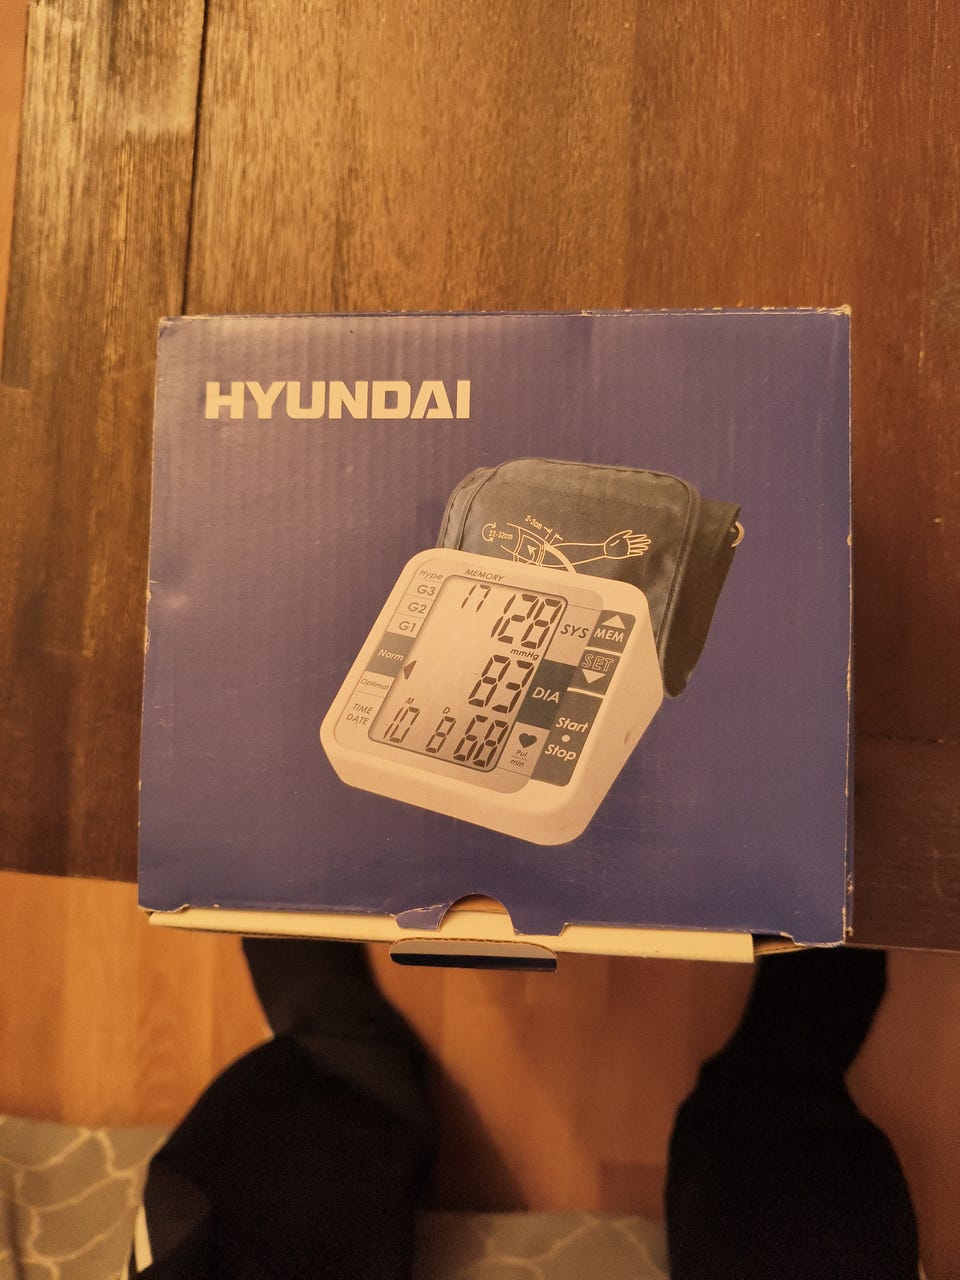 HYUNDAI
2-3cm
22-32cm
MEMORY
Hype
G3
G2
G1
Norm
Optimal
TIME
DATE
17 128
mmHg
83
M D
10 8 68
SYS
DIA
Pul
min
MEM
SET
Start
Stop